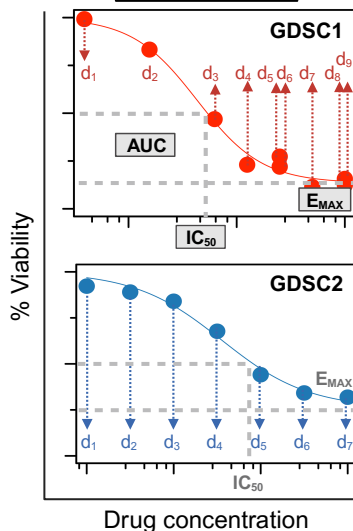 GDSC1
d1
d2
d3
d4
d5
d6
d7
d8
d9
AUC
EMAX
IC50
% Viability
GDSC2
EMAX
d1
d2
d3
d4
d5
d6
d7
IC50
Drug concentration